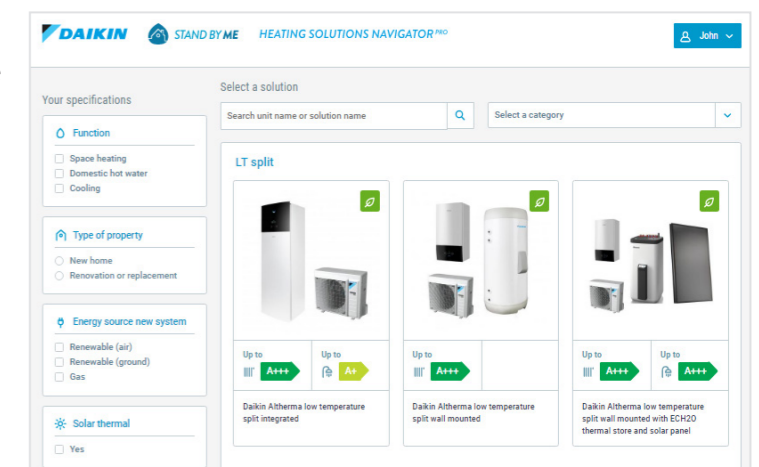 DAIKIN STAND BY ME HEATING SOLUTIONS NAVIGATOR PRO
John
Your specifications
Function
Space heating
Domestic hot water
Cooling
Type of property
New home
Renovation or replacement
Energy source new system
Renewable (air)
Renewable (ground)
Gas
Solar thermal
Yes
Select a solution
Search unit name or solution name
Select a category
LT split
Up to
A+++
Up to
A+
Daikin Altherma low temperature
split integrated
Up to
A+++
Daikin Altherma low temperature
split wall mounted
Up to
A+++
Up to
A+++
Daikin Altherma low temperature
split wall mounted with ECH2O
thermal store and solar panel